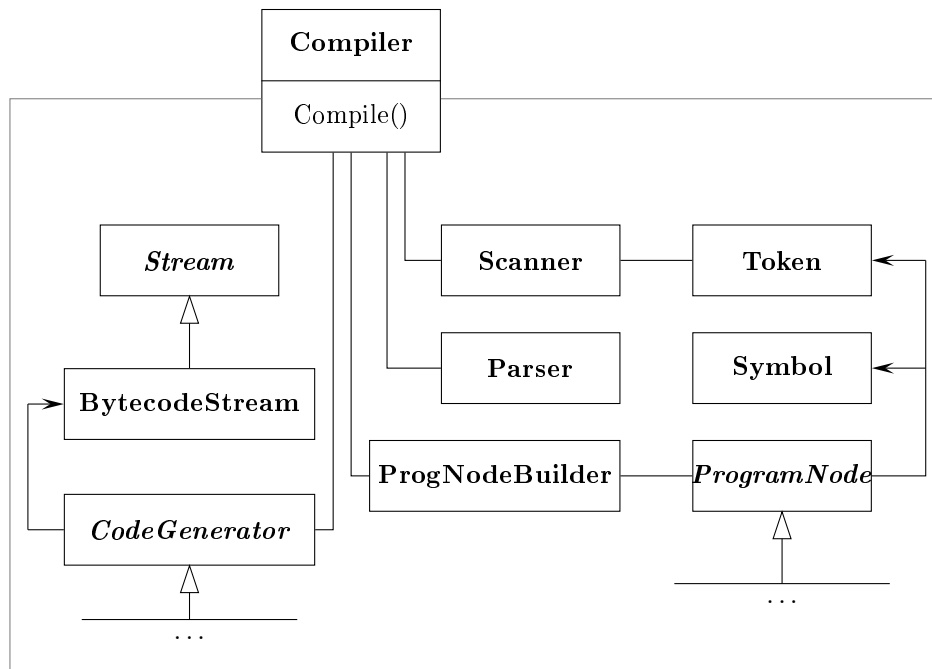 Compiler
Compile()
Stream
Scanner
Token
Parser
Symbol
BytecodeStream
ProgNodeBuilder
ProgramNode
CodeGenerator
...
...